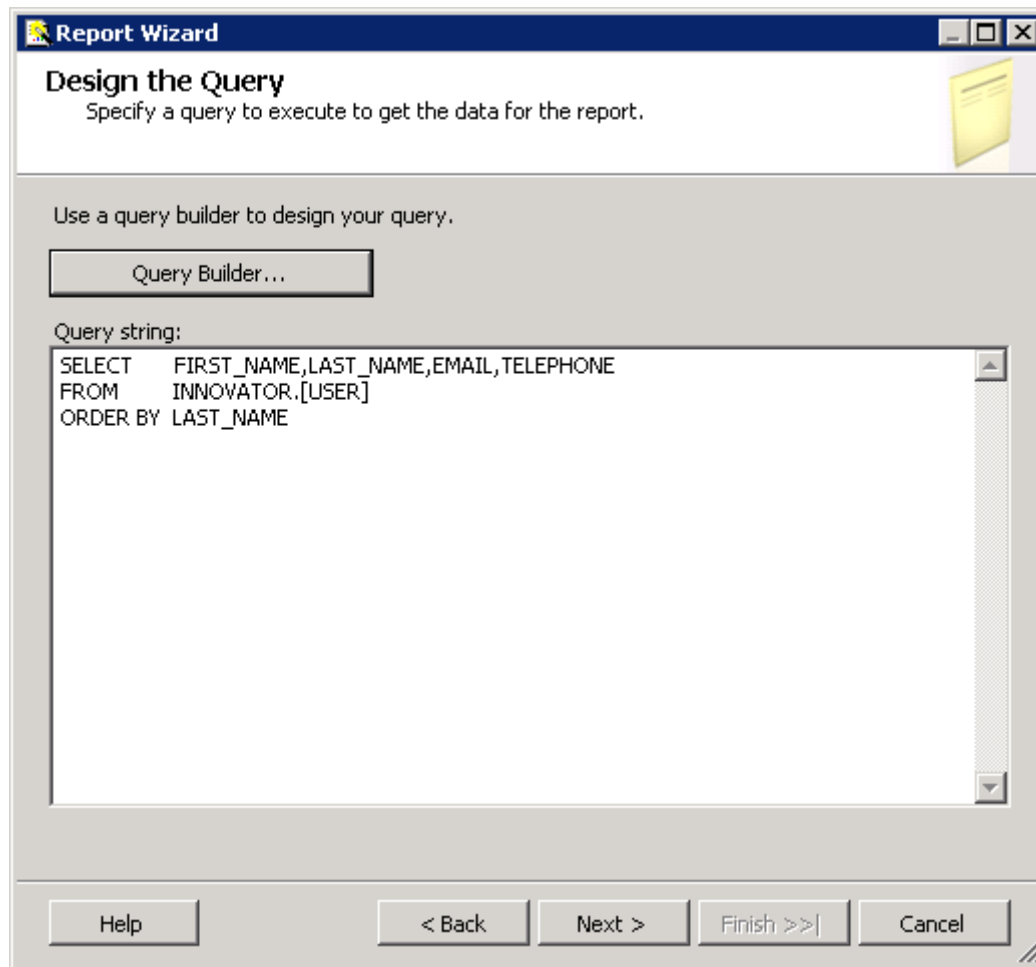 Report Wizard
Design the Query
Specify a query to execute to get the data for the report.
Use a query builder to design your query.
Query Builder...
Query string:
SELECT FIRST_NAME,LAST_NAME,EMAIL,TELEPHONE
FROM INNOVATOR.[USER]
ORDER BY LAST_NAME
Help < Back Next > Finish >>| Cancel